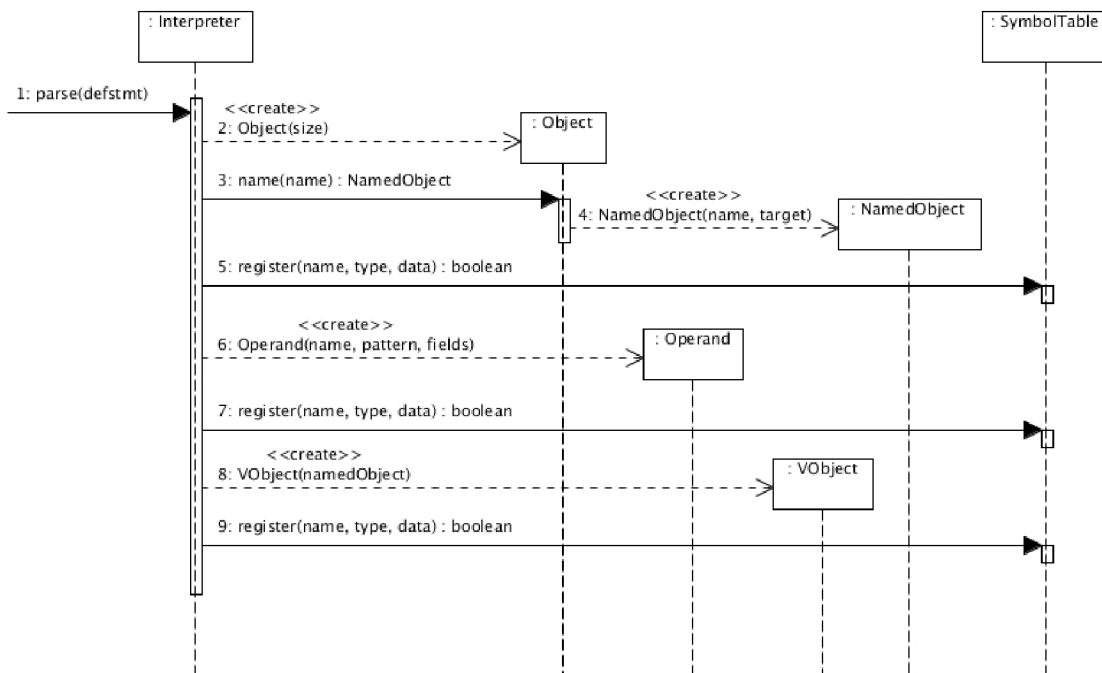 : Interpreter
: SymbolTable
1: parse(defstmt)
<<create>>
2: Object(size)
: Object
3: name(name) : NamedObject
<<create>>
4: NamedObject(name, target)
: NamedObject
5: register(name, type, data) : boolean
<<create>>
6: Operand(name, pattern, fields)
: Operand
7: register(name, type, data) : boolean
<<create>>
8: VObject(namedObject)
: VObject
9: register(name, type, data) : boolean